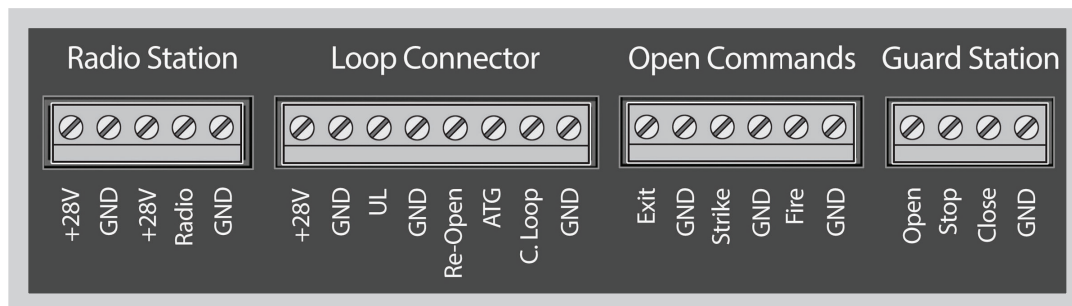 Radio Station
Loop Connector
Open Commands
Guard Station
+28V
GND
+28V
Radio
GND
+28V
GND
UL
GND
Re-Open
ATG
C. Loop
GND
Exit
GND
Strike
GND
Fire
GND
Open
Stop
Close
GND